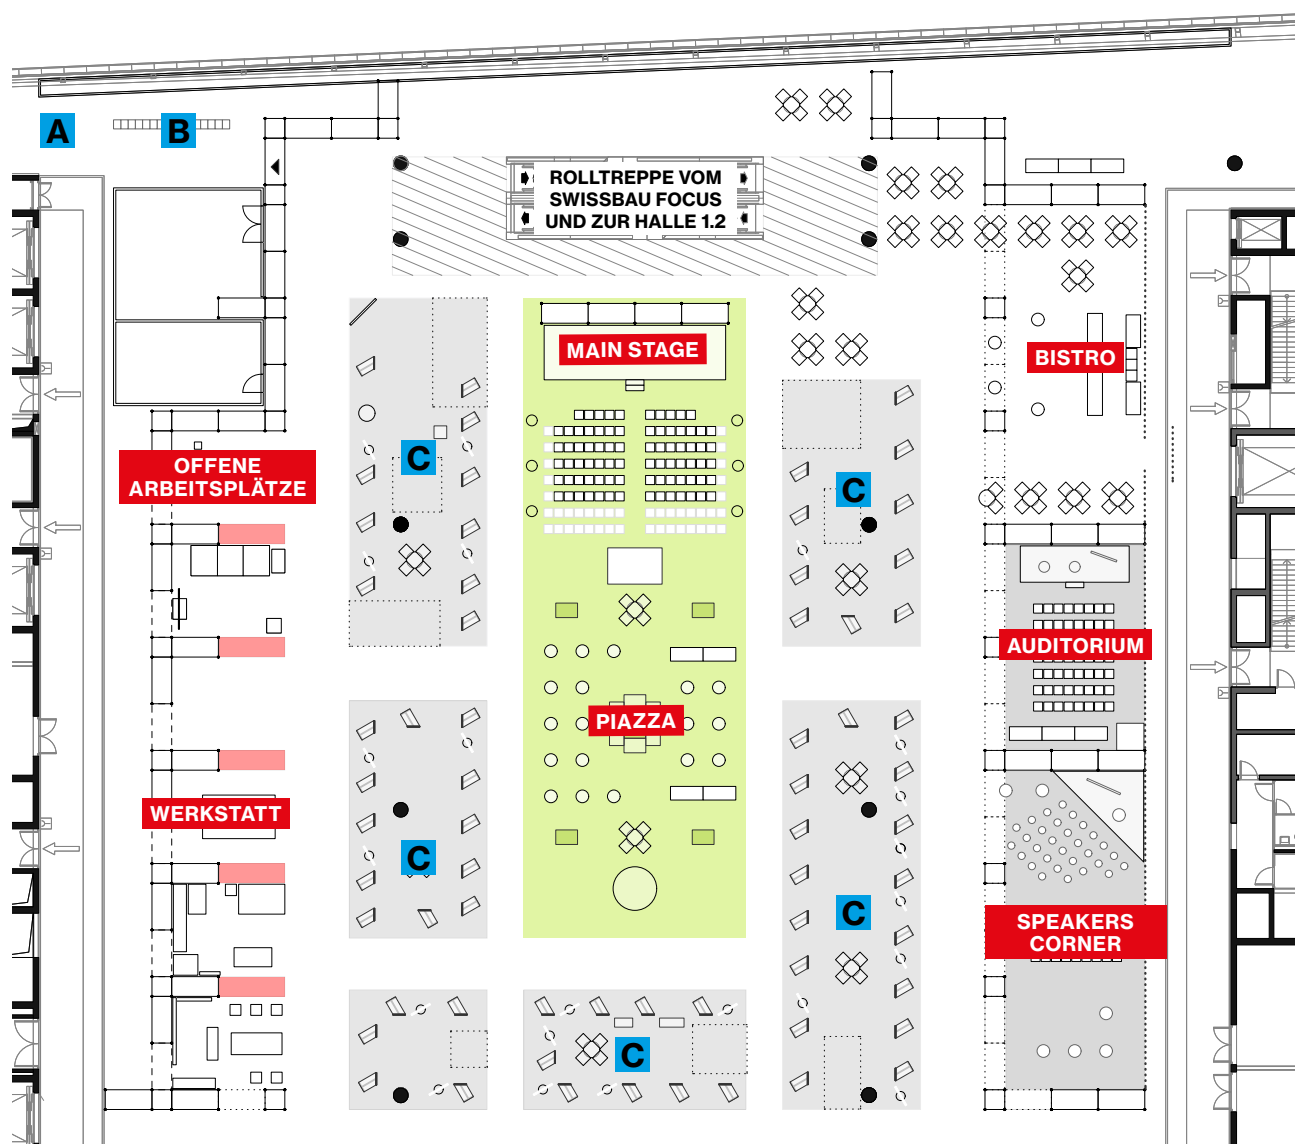 A
B
ROLLTREPPE VOM
SWISSBAU FOCUS
UND ZUR HALLE 1.2
MAIN STAGE
BISTRO
C
OFFENE
ARBEITSPLÄTZE
C
AUDITORIUM
PIAZZA
WERKSTATT
C
C
SPEAKERS
CORNER
C